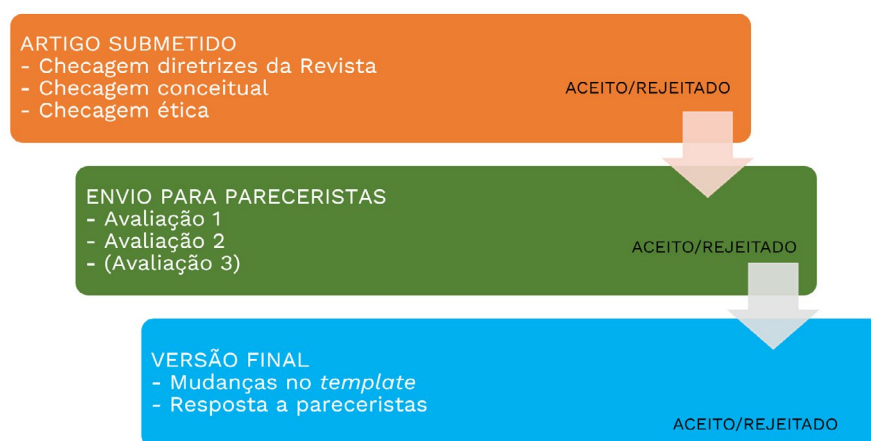 ARTIGO SUBMETIDO
- Checagem diretrizes da Revista
- Checagem conceitual
- Checagem ética
ACEITO/REJEITADO
ENVIO PARA PARECERISTAS
- Avaliação 1
- Avaliação 2
- (Avaliação 3)
ACEITO/REJEITADO
VERSÃO FINAL
- Mudanças no template
- Resposta a pareceristas
ACEITO/REJEITADO